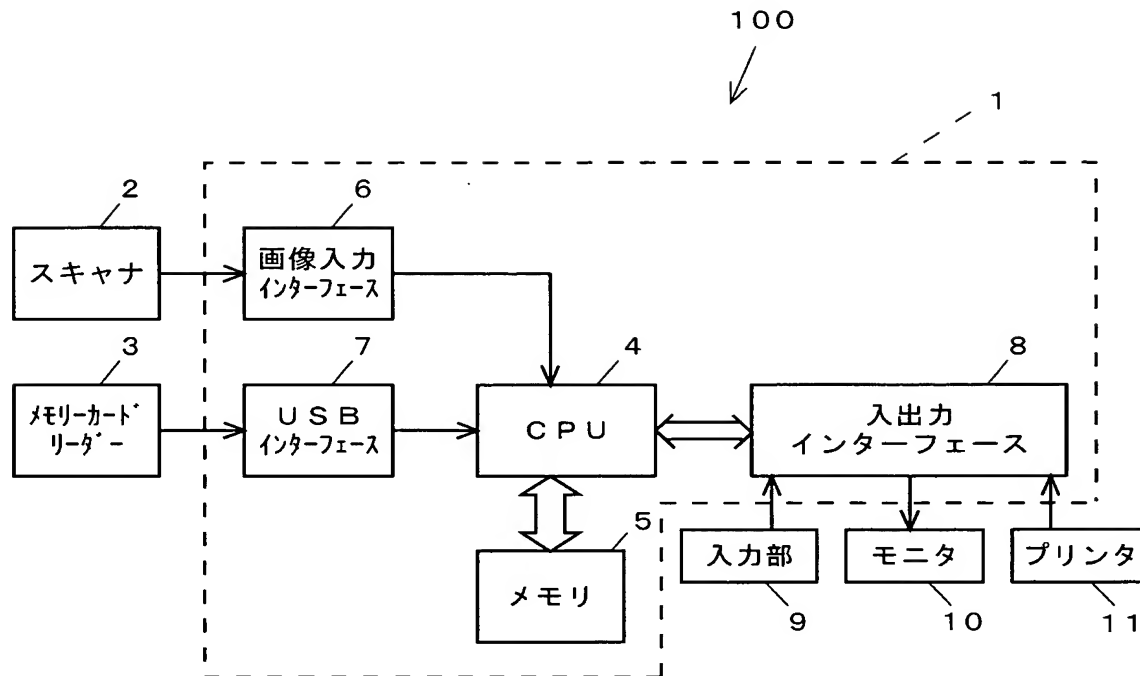 100
1
2
6
スキャナ
画像入力
インターフェース
3
7
4
8
メモリーカード
リーダー
USB
インターフェース
CPU
入出力
インターフェース
5
メモリ
入力部
モニタ
プリンタ
9
10
11